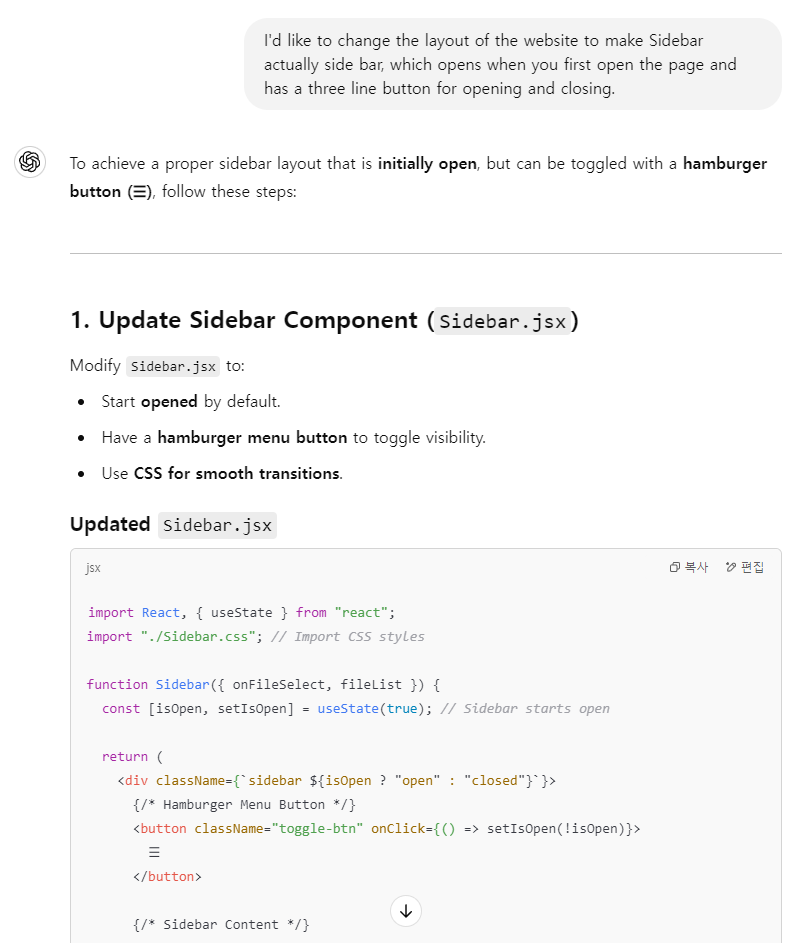 I'd like to change the layout of the website to make Sidebar
actually side bar, which opens when you first open the page and
has a three line button for opening and closing.
To achieve a proper sidebar layout that is initially open, but can be toggled with a hamburger
button (☰), follow these steps:
1. Update Sidebar Component (Sidebar.jsx)
Modify Sidebar.jsx to:
• Start opened by default.
• Have a hamburger menu button to toggle visibility.
• Use CSS for smooth transitions.
Updated Sidebar.jsx
jsx 복사 편집
import React, { useState } from "react";
import "./Sidebar.css"; // Import CSS styles
function Sidebar({ onFileSelect, fileList }) {
const [isOpen, setIsOpen] = useState(true); // Sidebar starts open
return (
<div className={`sidebar ${isOpen ? "open" : "closed"}`}>
{/* Hamburger Menu Button */}
<button className="toggle-btn" onClick={() => setIsOpen(!isOpen)}>
☰
</button>
{/* Sidebar Content */}